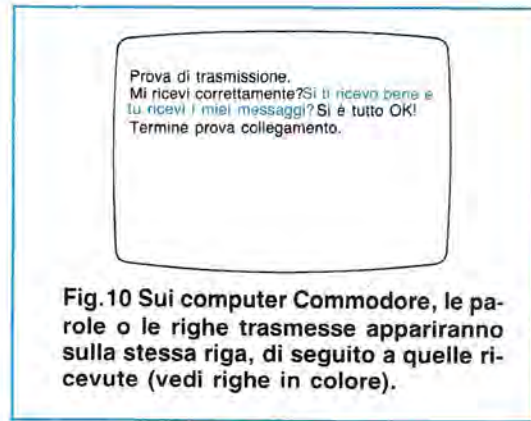 Prova di trasmissione.
Mi ricevi correttamente?Si ti ricevo bene e
tu ricevi i miei messaggi? Si è tutto OK!
Termine prova collegamento.
Fig.10 Sui computer Commodore, le pa-
role o le righe trasmesse appariranno
sulla stessa riga, di seguito a quelle ri-
cevute (vedi righe in colore).